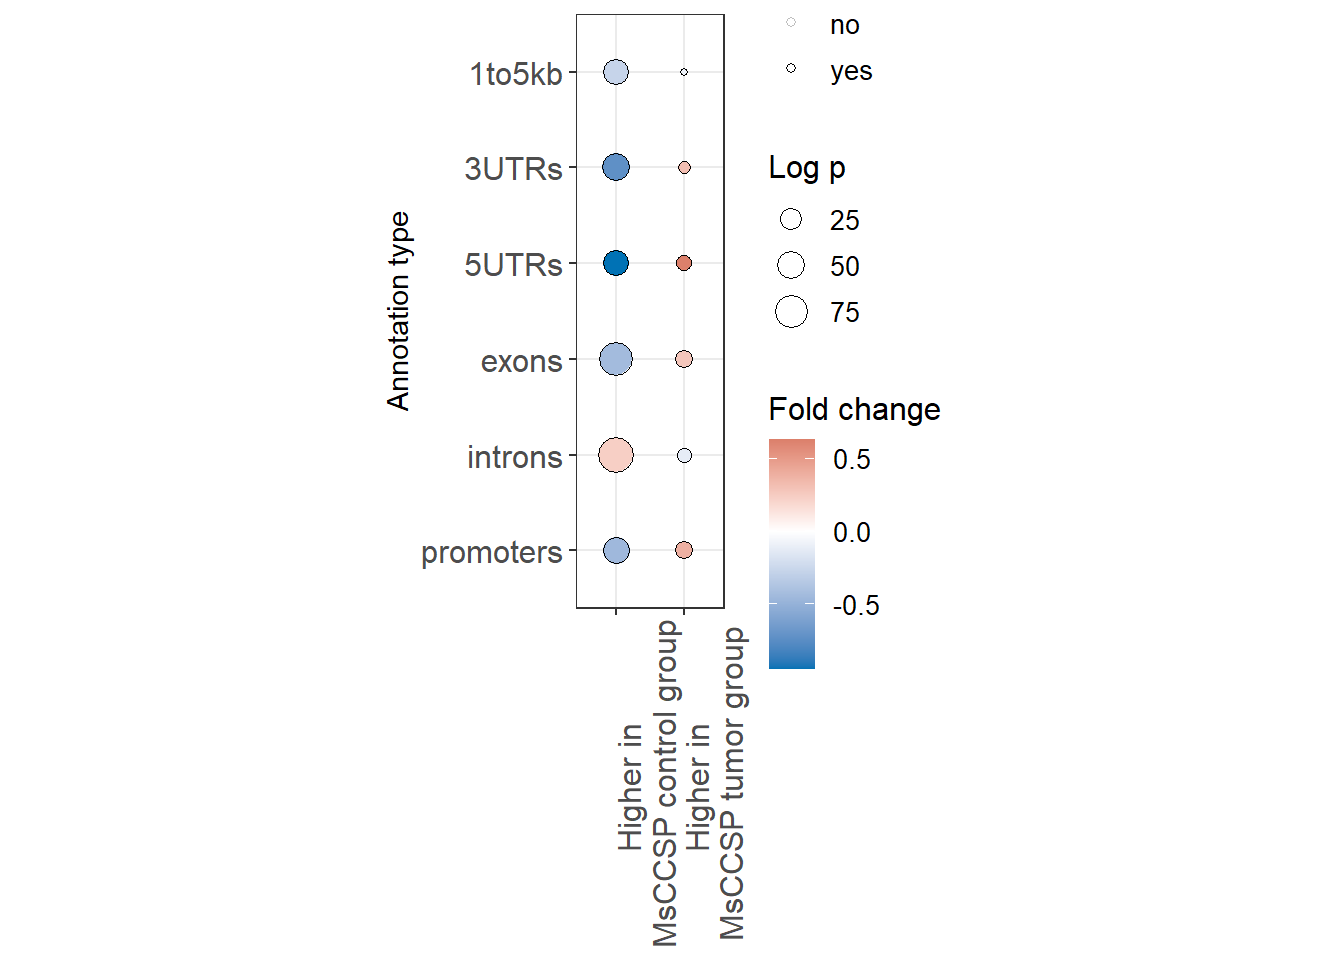 no
yes
Log p
25
50
75
Fold change
0.5
0.0
-0.5
Annotation type
1to5kb
3UTRs
5UTRs
exons
introns
promoters
Higher in
MsCCSP control group
Higher in
MsCCSP tumor group